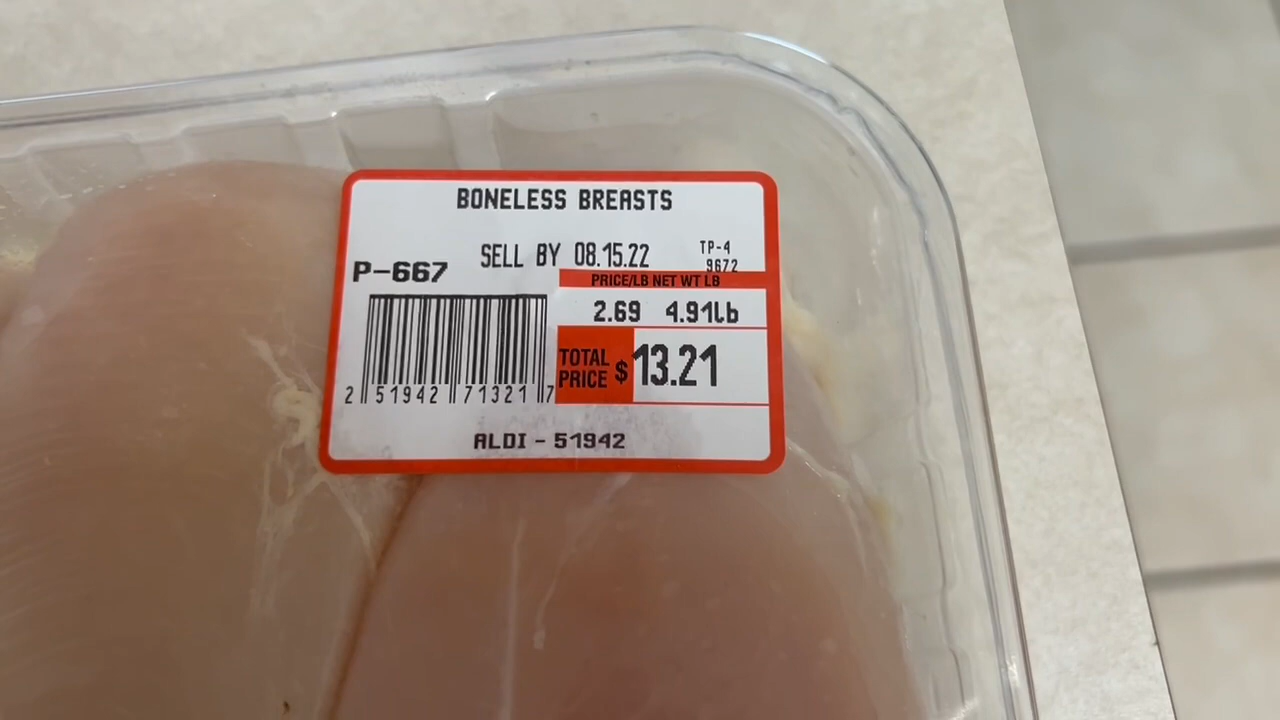 BONELESS BREASTS
SELL BY 08.15.22
TP-4
9672
P-667
PRICE/LB NET WT LB
2.69 4.91lb
TOTAL PRICE $13.21
2 51942 71321 7
ALDI - 51942